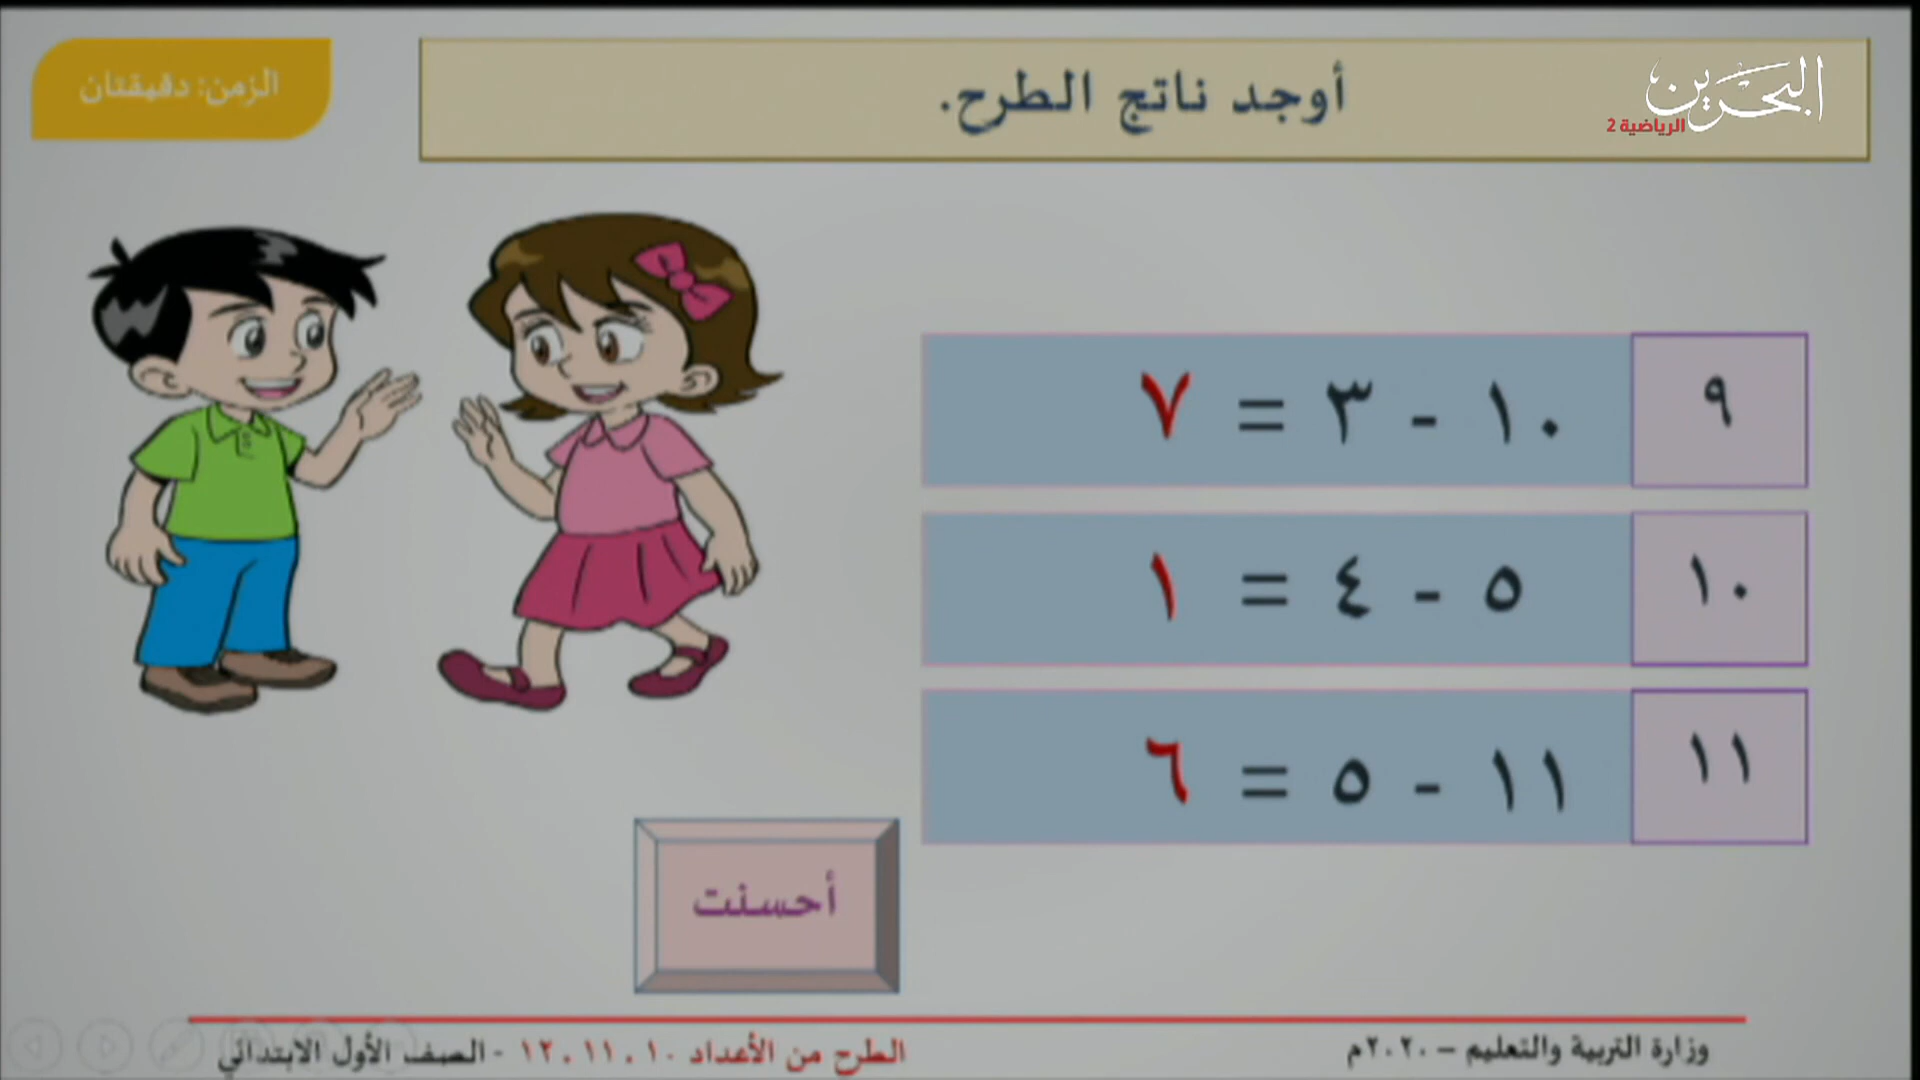 البحرين
الرياضية 2
أوجد ناتج الطرح.
الزمن: دقيقتان
٩
١٠ - ٣ = ٧
١٠
٥ - ٤ = ١
١١
١١ - ٥ = ٦
أحسنت
وزارة التربية والتعليم – ٢٠٢٠م
الطرح من الأعداد ١٠ ، ١١ ، ١٢ - الصف الأول الابتدائي